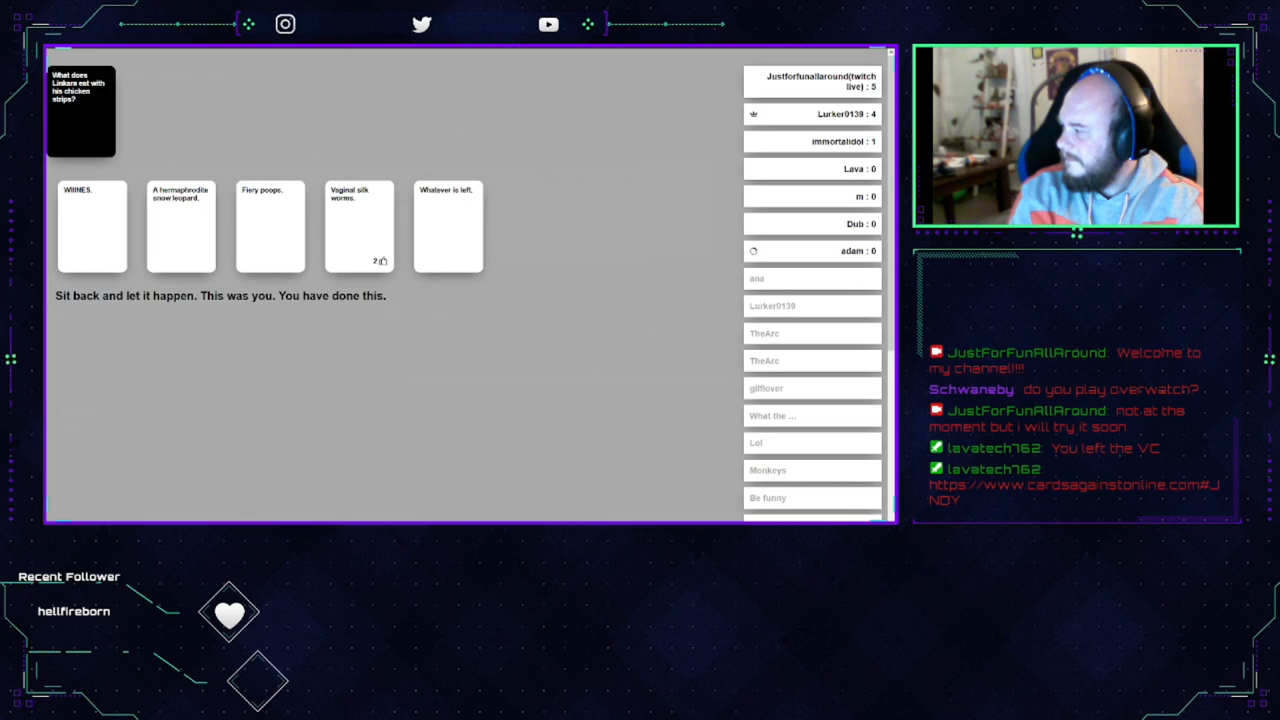 What does
Linkara eat with
his chicken
strips?
WIINES.
A hermaphrodite
snow leopard.
Fiery poops.
Vaginal silk
worms.
2
Whatever is left.
Sit back and let it happen. This was you. You have done this.
Justforfunallaround(twitch
live) : 5
Lurker0139 : 4
immortalidol : 1
Lava : 0
m : 0
Dub : 0
adam : 0
ana
Lurker0139
TheArc
TheArc
gilflover
What the ...
Lol
Monkeys
Be funny
JustForFunAllAround: Welcome to
my channel!!!
Schwaneby: do you play overwatch?
JustForFunAllAround: not at the
moment but i will try it soon
lavatech762: You left the VC
lavatech762:
https://www.cardsagainstonline.com#J
NDY
Recent Follower
hellfireborn